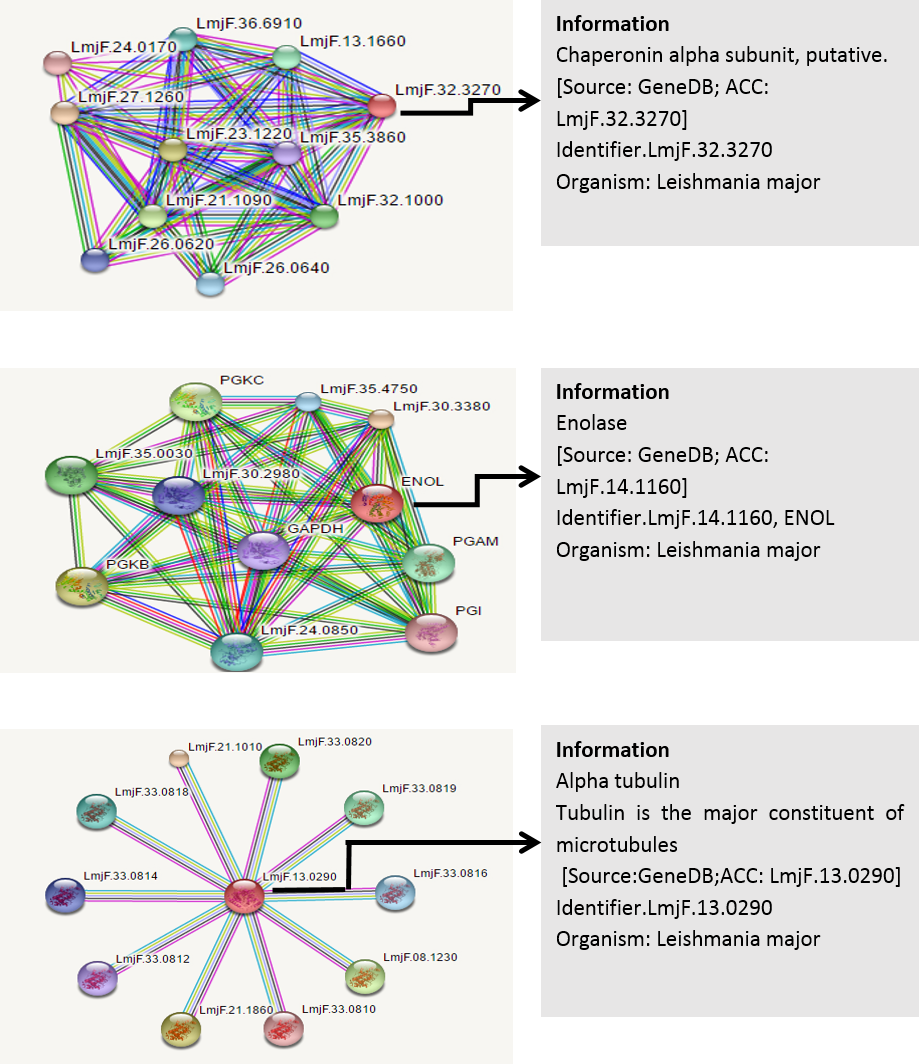 LmjF.36.6910
LmjF.24.0170
LmjF.13.1660
LmjF.32.3270
LmjF.27.1260
LmjF.23.1220
LmjF.35.3860
LmjF.21.1090
LmjF.32.1000
LmjF.26.0620
LmjF.26.0640
Information
Chaperonin alpha subunit, putative.
[Source: GeneDB; ACC:
LmjF.32.3270]
Identifier.LmjF.32.3270
Organism: Leishmania major
PGKC
LmjF.35.4750
LmjF.30.3380
LmjF.35.0030
LmjF.30.2980
ENOL
GAPDH
PGAM
PGKB
PGI
LmjF.24.0850
Information
Enolase
[Source: GeneDB; ACC:
LmjF.14.1160]
Identifier.LmjF.14.1160, ENOL
Organism: Leishmania major
LmjF.21.1010
LmjF.33.0820
LmjF.33.0818
LmjF.33.0819
LmjF.33.0814
LmjF.13.0290
LmjF.33.0816
LmjF.33.0812
LmjF.08.1230
LmjF.21.1860
LmjF.33.0810
Information
Alpha tubulin
Tubulin is the major constituent of
microtubules
[Source:GeneDB;ACC: LmjF.13.0290]
Identifier.LmjF.13.0290
Organism: Leishmania major